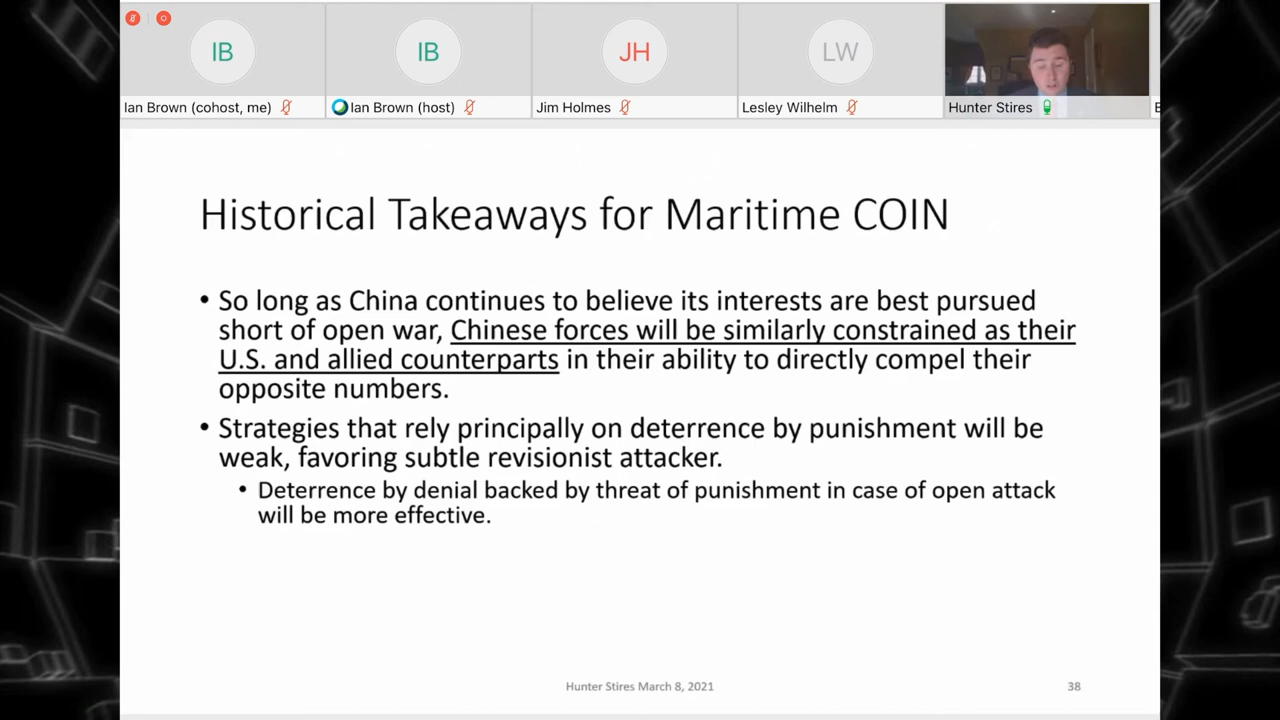 IB
IB
JH
LW
Ian Brown (cohost, me)
Ian Brown (host)
Jim Holmes
Lesley Wilhelm
Hunter Stires
E
Historical Takeaways for Maritime COIN
• So long as China continues to believe its interests are best pursued
short of open war, Chinese forces will be similarly constrained as their
U.S. and allied counterparts in their ability to directly compel their
opposite numbers.
• Strategies that rely principally on deterrence by punishment will be
weak, favoring subtle revisionist attacker.
• Deterrence by denial backed by threat of punishment in case of open attack
will be more effective.
Hunter Stires March 8, 2021
38